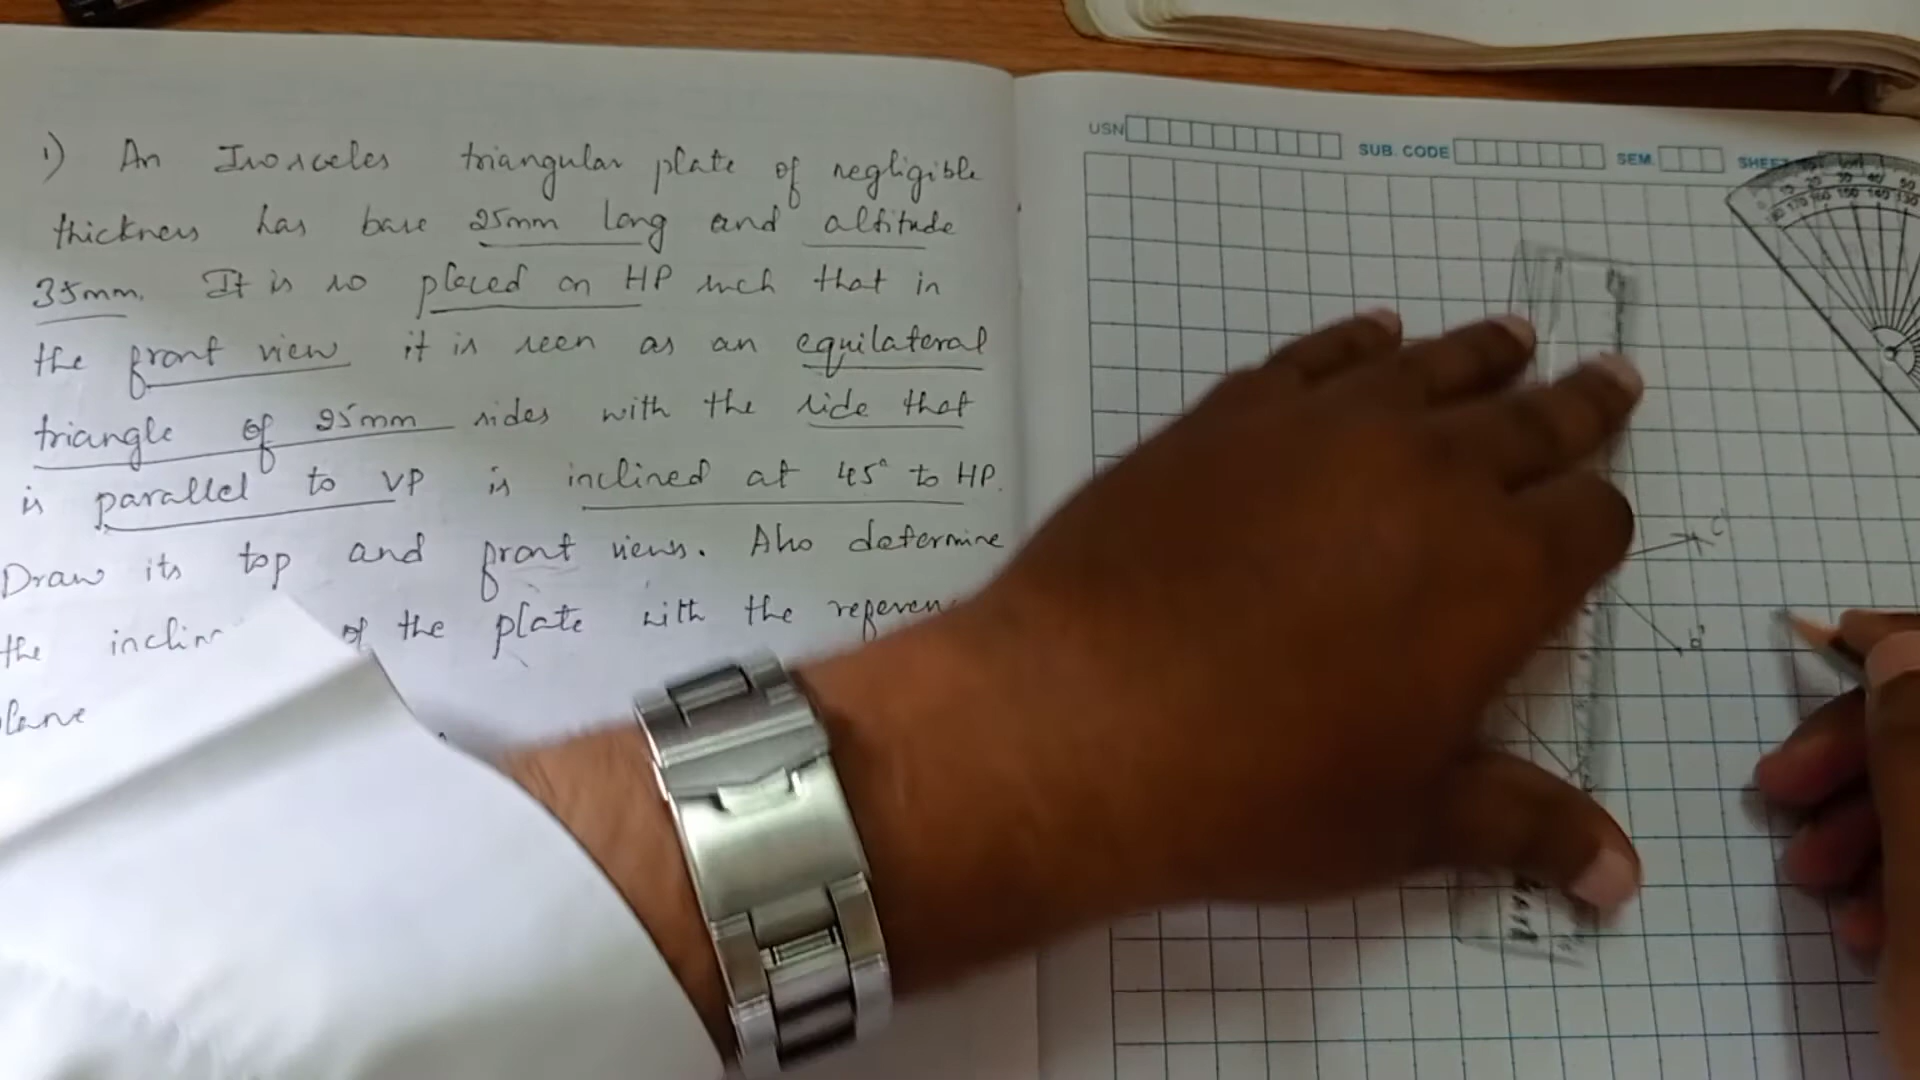 1) An Isosceles triangular plate of negligible
thickness has base 25mm long and altitude
35mm. It is so placed on HP such that in
the front view it is seen as an equilateral
triangle of 25mm sides with the side that
is parallel to VP is inclined at 45° to HP.
Draw its top and front views. Also determine
the of the plate with the
USN
SUB. CODE
SEM.
c'
b'